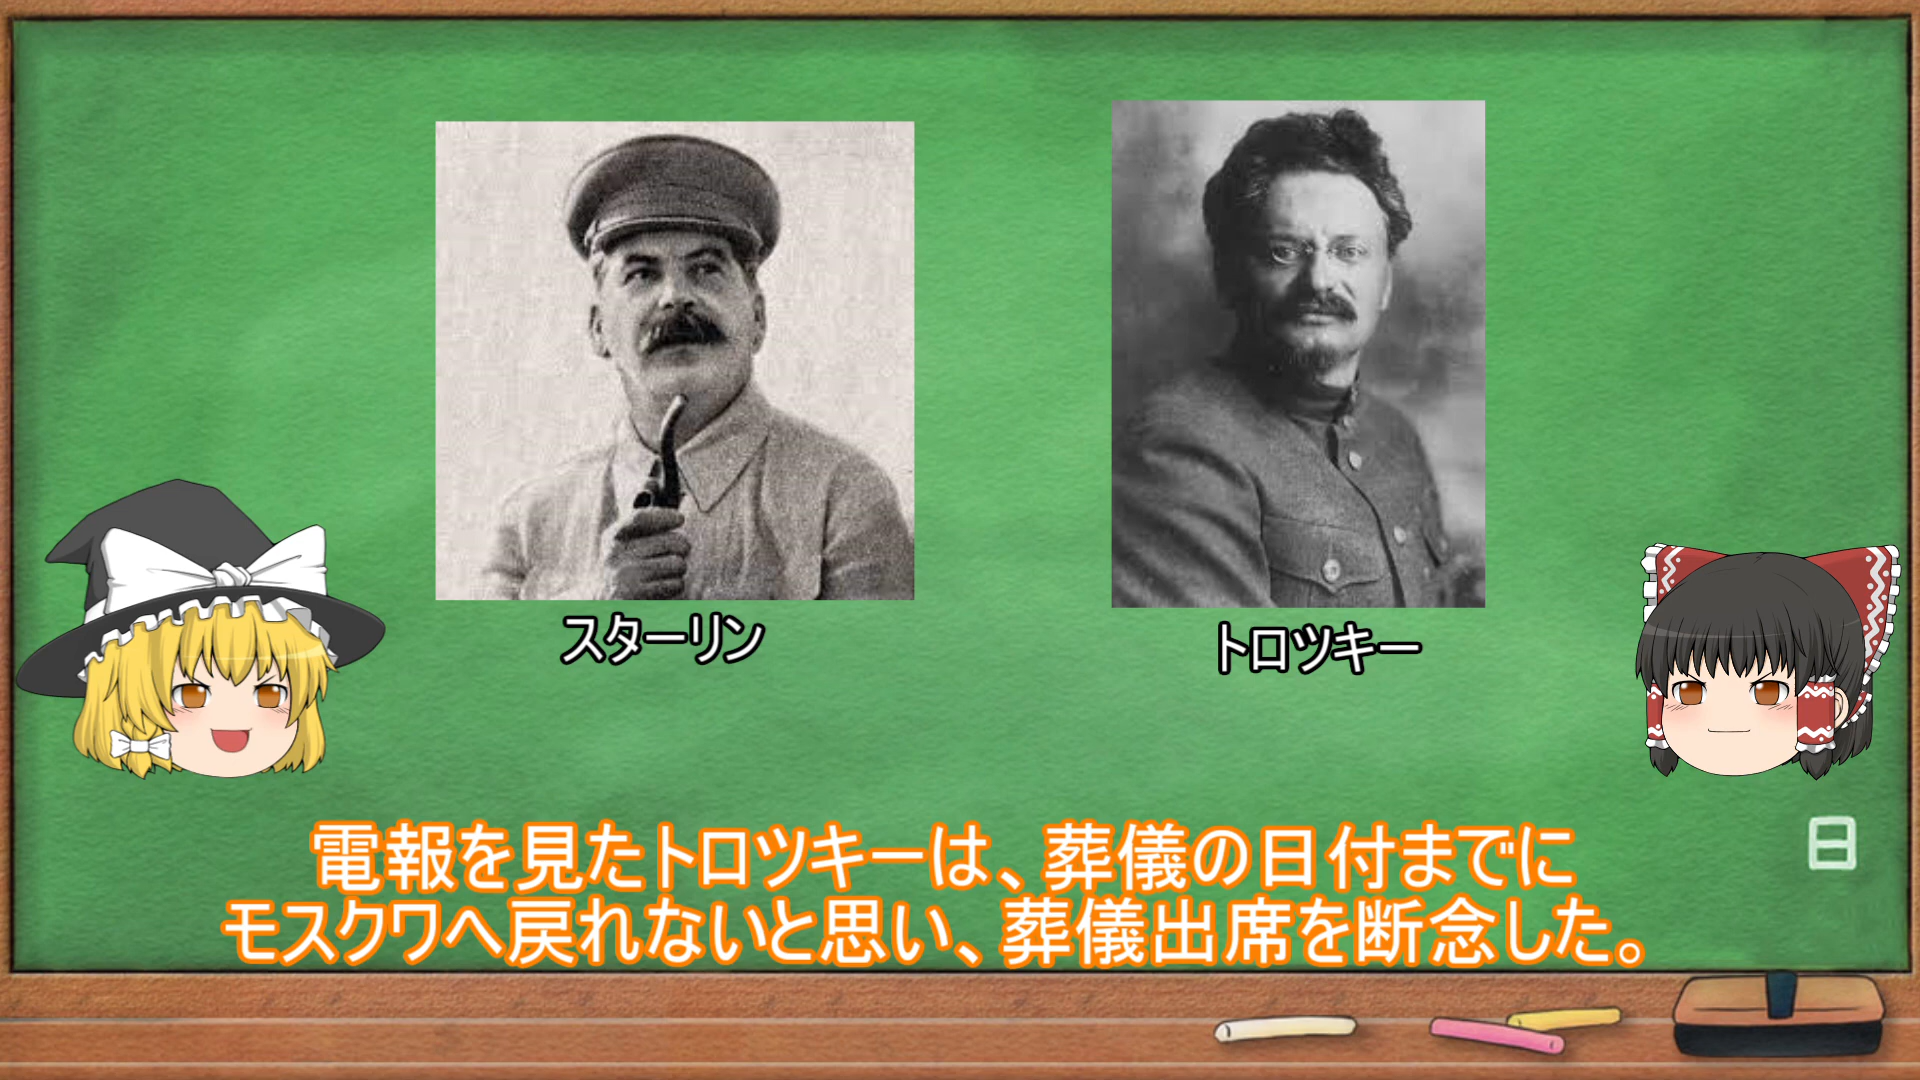 スターリン
トロツキー
日
電報を見たトロツキーは、葬儀の日付までに
モスクワへ戻れないと思い、葬儀出席を断念した。